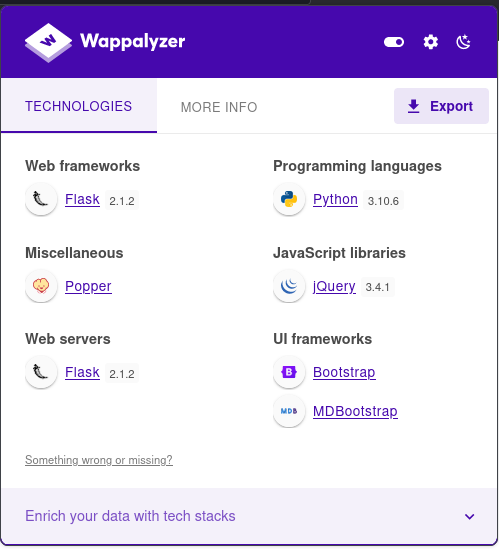 Wappalyzer
TECHNOLOGIES
MORE INFO
Export
Web frameworks
Flask 2.1.2
Miscellaneous
Popper
Web servers
Flask 2.1.2
Programming languages
Python 3.10.6
JavaScript libraries
jQuery 3.4.1
UI frameworks
B Bootstrap
MDB MDBootstrap
Something wrong or missing?
Enrich your data with tech stacks